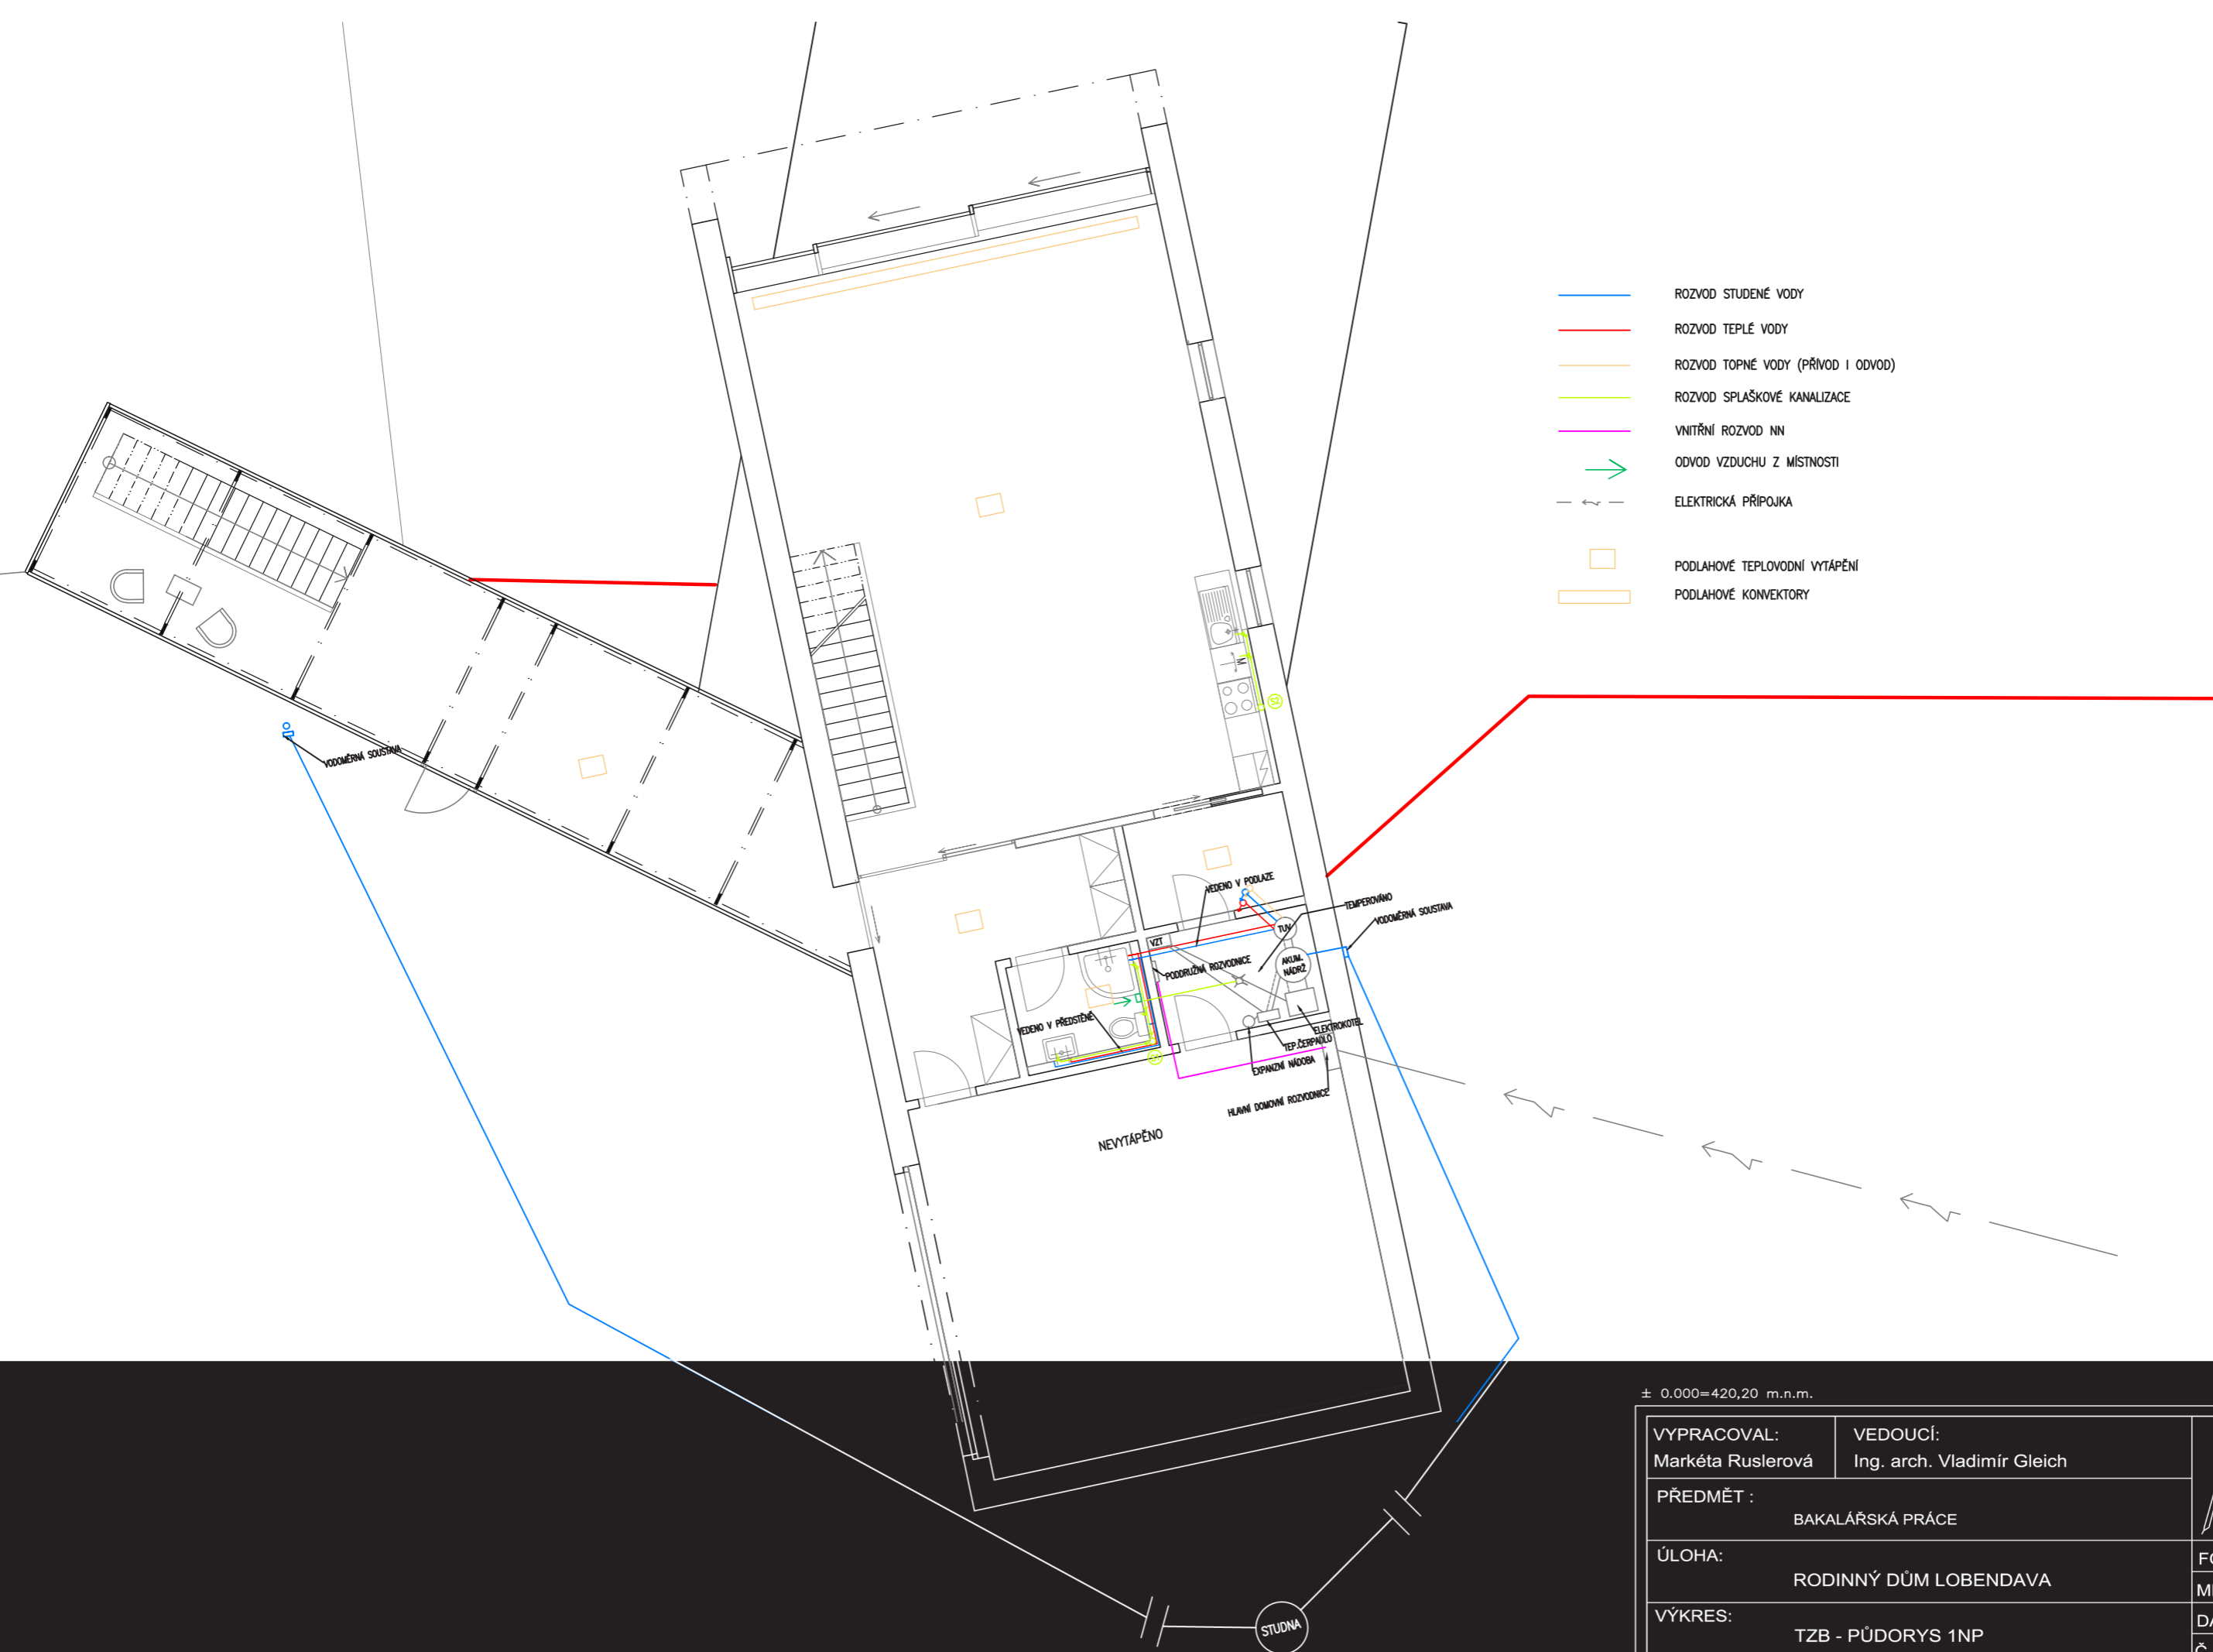 ROZVOD STUDENÉ VODY
ROZVOD TEPLÉ VODY
ROZVOD TOPNÉ VODY (PŘÍVOD I ODVOD)
ROZVOD SPLAŠKOVÉ KANALIZACE
VNITŘNÍ ROZVOD NN
ODVOD VZDUCHU Z MÍSTNOSTI
ELEKTRICKÁ PŘÍPOJKA
PODLAHOVÉ TEPLOVODNÍ VYTÁPĚNÍ
PODLAHOVÉ KONVEKTORY
M
S2
VODOMĚRNÁ SOUSTAVA
VEDENO V PODLAZE
TEMPEROVÁNO
VODOMĚRNÁ SOUSTAVA
TUV
VZT
AKUM.
NÁDRŽ
PODDRUŽNÁ ROZVODNICE
VEDENO V PŘEDSTĚNĚ
ELEKTROKOTEL
TEP.ČERPADLO
EXPANZNÍ NÁDOBA
HLAVNÍ DOMOVNÍ ROZVODNICE
NEVYTÁPĚNO
STUDNA
± 0.000=420,20 m.n.m.
VYPRACOVAL:
Markéta Ruslerová
VEDOUCÍ:
Ing. arch. Vladimír Gleich
PŘEDMĚT :
BAKALÁŘSKÁ PRÁCE
ÚLOHA:
RODINNÝ DŮM LOBENDAVA
VÝKRES:
TZB - PŮDORYS 1NP